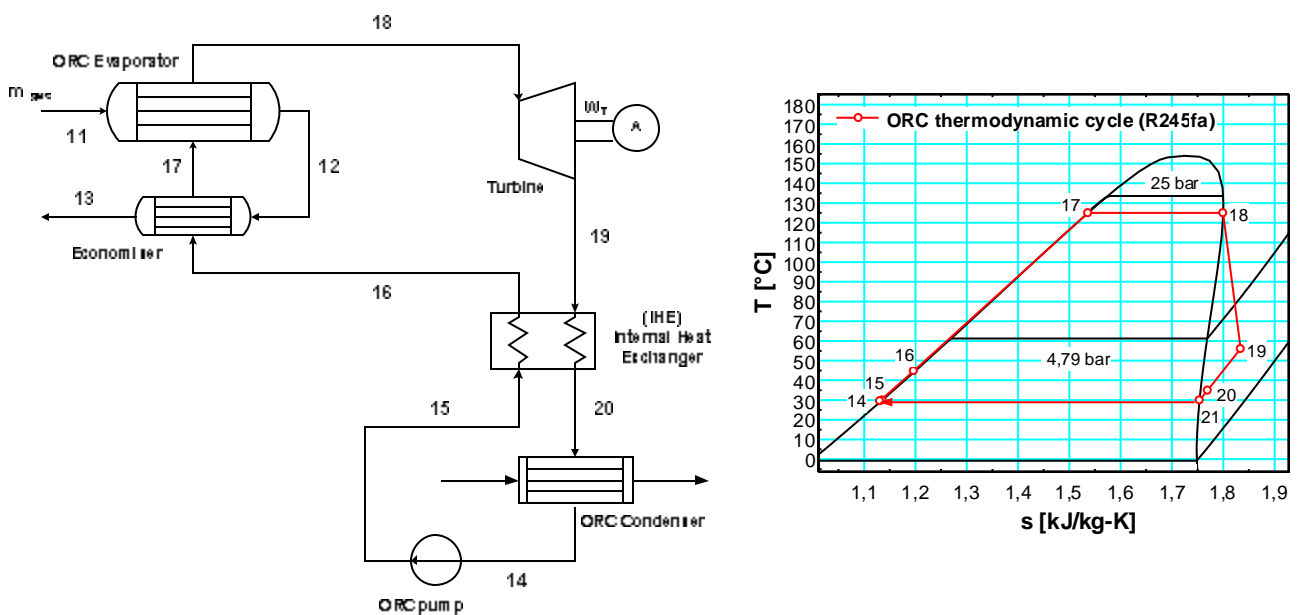 18
ORC Evaporator
m gas
11
17
12
13
Economiser
16
W_T
A
Turbine
19
(IHE)
Internal Heat
Exchanger
15
20
ORC Condenser
14
ORC pump
ORC thermodynamic cycle (R245fa)
180
170
160
150
140
130
120
110
100
90
80
70
60
50
40
30
20
10
0
T [°C]
25 bar
17
18
4,79 bar
16
19
15
14
20
21
1,1
1,2
1,3
1,4
1,5
1,6
1,7
1,8
1,9
s [kJ/kg-K]